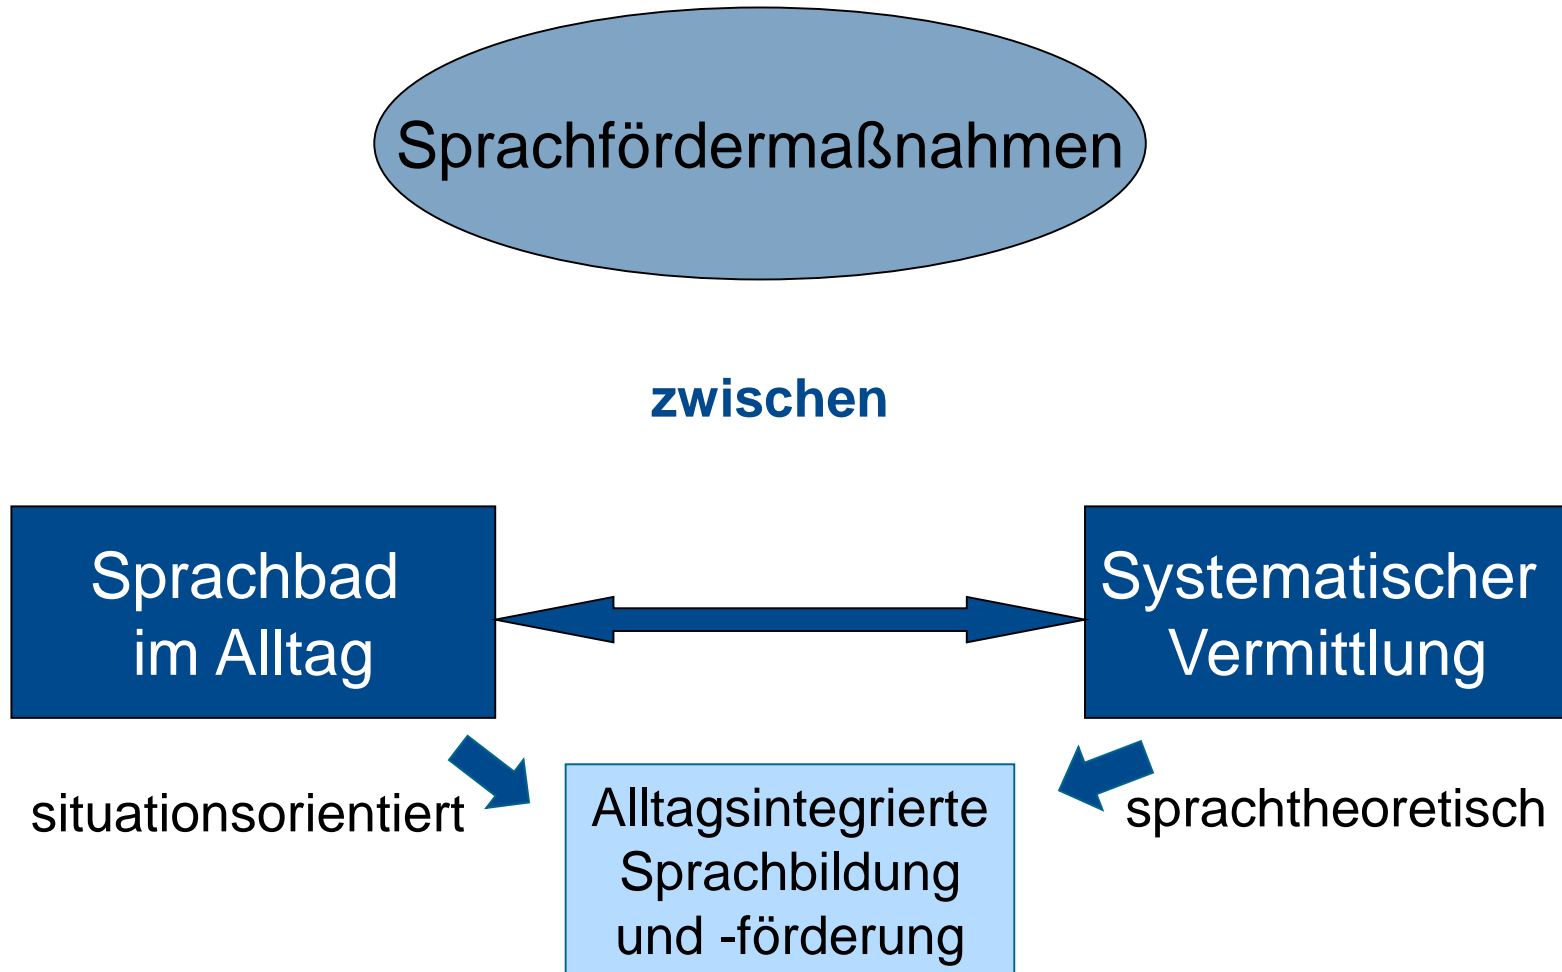 Sprachfördermaßnahmen
zwischen
Sprachbad
im Alltag
Systematischer
Vermittlung
situationsorientiert
Alltagsintegrierte
Sprachbildung
und -förderung
sprachtheoretisch